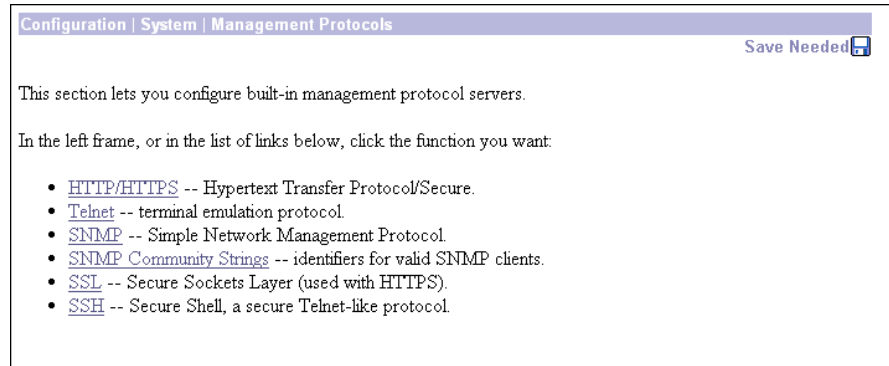 Configuration | System | Management Protocols
Save Needed
This section lets you configure built-in management protocol servers.
In the left frame, or in the list of links below, click the function you want:
• HTTP/HTTPS -- Hypertext Transfer Protocol/Secure.
• Telnet -- terminal emulation protocol.
• SNMP -- Simple Network Management Protocol.
• SNMP Community Strings -- identifiers for valid SNMP clients.
• SSL -- Secure Sockets Layer (used with HTTPS).
• SSH -- Secure Shell, a secure Telnet-like protocol.